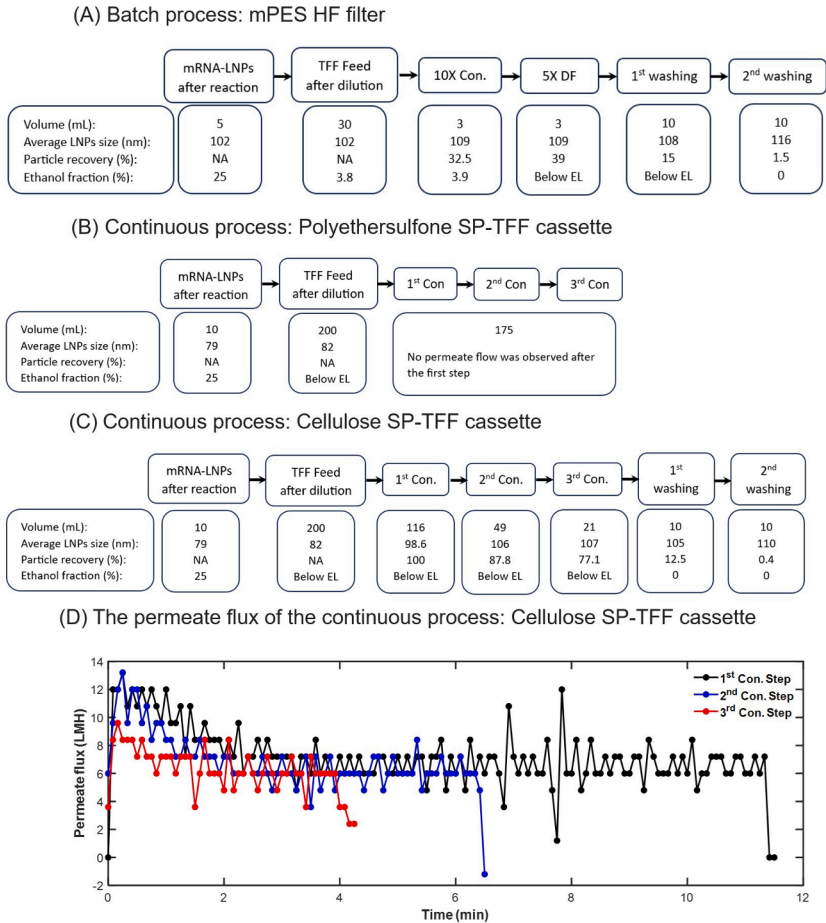 (A) Batch process: mPES HF filter
mRNA-LNPs after reaction
TFF Feed after dilution
10X Con.
5X DF
1st washing
2nd washing
Volume (mL): 5 30 3 3 10 10
Average LNPs size (nm): 102 102 109 109 108 116
Particle recovery (%): NA NA 32.5 39 15 1.5
Ethanol fraction (%): 25 3.8 3.9 Below EL Below EL 0
(B) Continuous process: Polyethersulfone SP-TFF cassette
mRNA-LNPs after reaction
TFF Feed after dilution
1st Con
2nd Con
3rd Con
Volume (mL): 10 200 175
Average LNPs size (nm): 79 82
Particle recovery (%): NA NA
Ethanol fraction (%): 25 Below EL
No permeate flow was observed after
the first step
(C) Continuous process: Cellulose SP-TFF cassette
mRNA-LNPs after reaction
TFF Feed after dilution
1st Con.
2nd Con.
3rd Con.
1st washing
2nd washing
Volume (mL): 10 200 116 49 21 10 10
Average LNPs size (nm): 79 82 98.6 106 107 105 110
Particle recovery (%): NA NA 100 87.8 77.1 12.5 0.4
Ethanol fraction (%): 25 Below EL Below EL Below EL Below EL 0 0
(D) The permeate flux of the continuous process: Cellulose SP-TFF cassette
Permeate flux (LMH)
14
12
10
8
6
4
2
0
-2
1st Con. Step
2nd Con. Step
3rd Con. Step
0 2 4 6 8 10 12
Time (min)